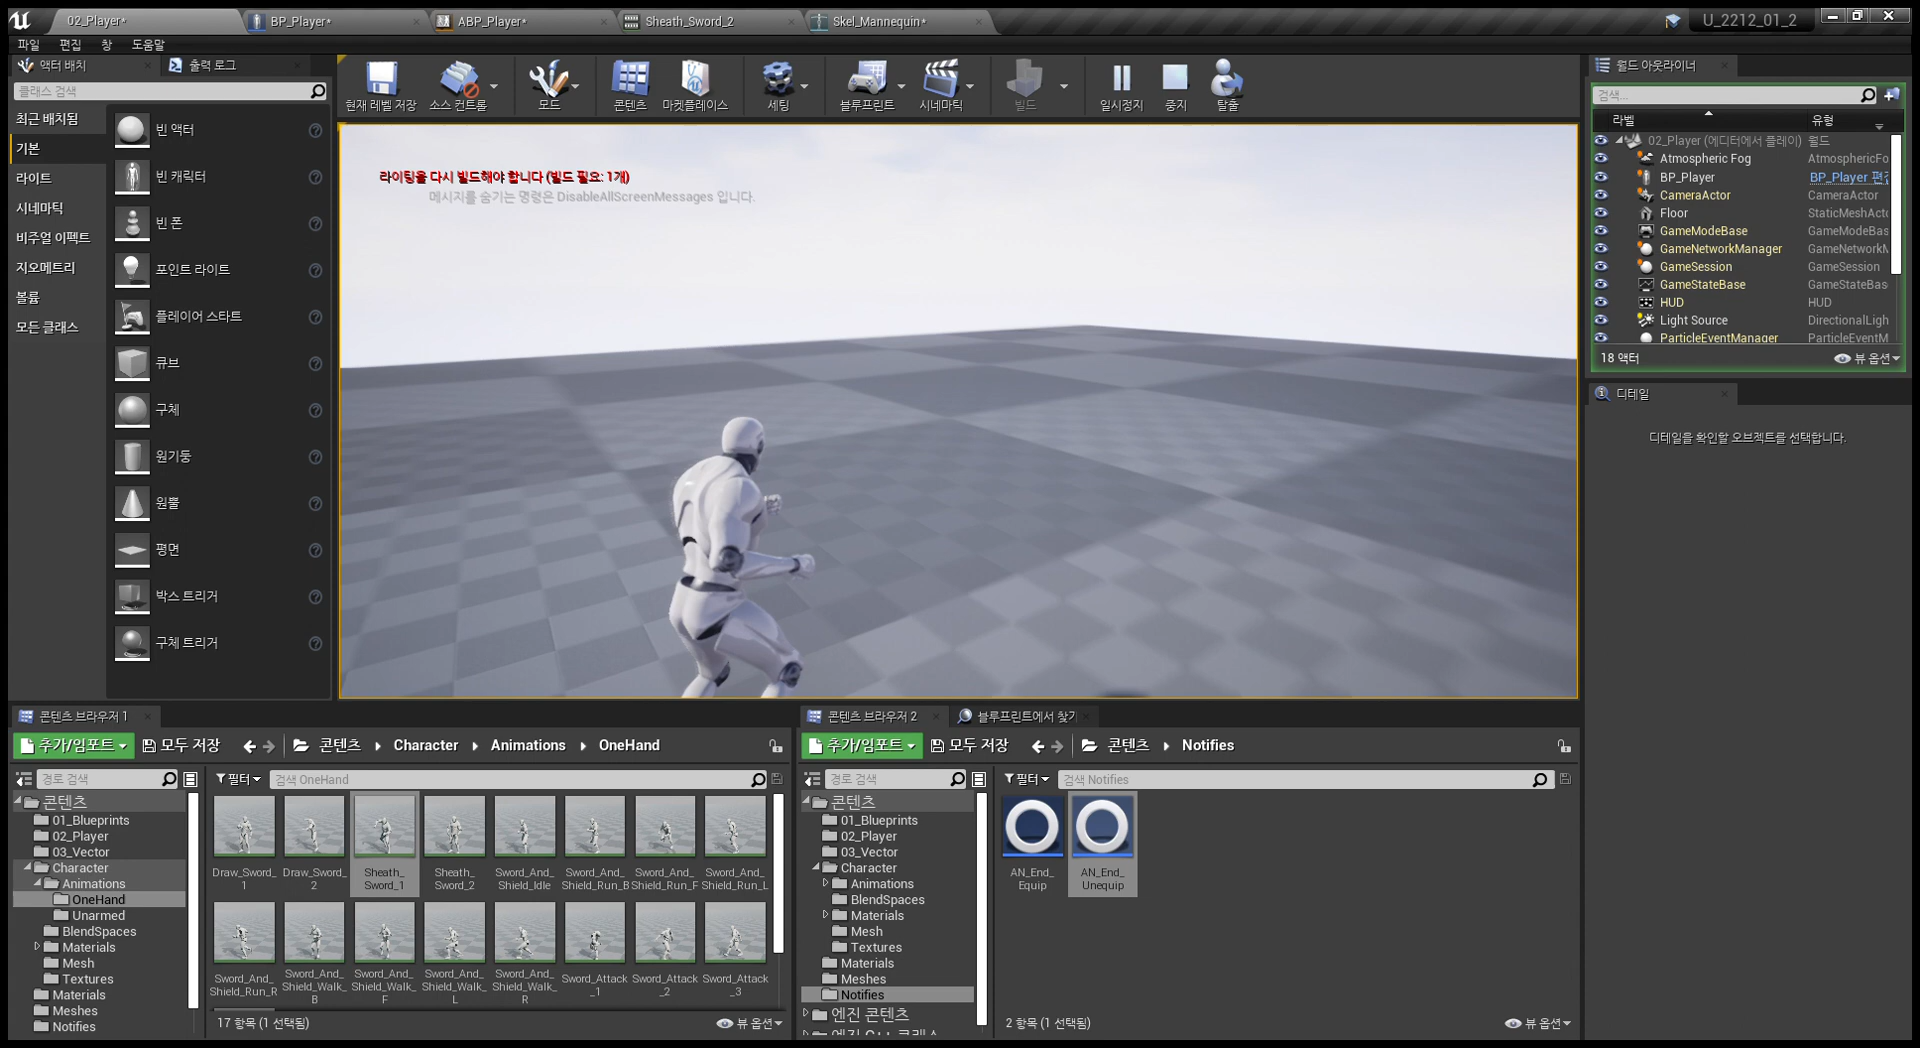 02_Player*
BP_Player*
ABP_Player*
Sheath_Sword_2
Skel_Mannequin*
U_2212_01_2
파일 편집 창 도움말
액터 배치
출력 로그
클래스 검색
최근 배치됨
기본
라이트
시네마틱
비주얼 이펙트
지오메트리
볼륨
모든 클래스
빈 액터
빈 캐릭터
빈 폰
포인트 라이트
플레이어 스타트
큐브
구체
원기둥
원뿔
평면
박스 트리거
구체 트리거
현재 레벨 저장
소스 컨트롤
모드
콘텐츠
마켓플레이스
세팅
블루프린트
시네마틱
빌드
일시정지
중지
탈출
라이팅을 다시 빌드해야 합니다 (빌드 필요: 1개)
메시지를 숨기는 명령은 DisableAllScreenMessages 입니다.
월드 아웃라이너
검색...
라벨 유형
02_Player (에디터에서 플레이) 월드
Atmospheric Fog AtmosphericFo
BP_Player BP_Player 편집
CameraActor CameraActor
Floor StaticMeshActo
GameModeBase GameModeBas
GameNetworkManager GameNetworkM
GameSession GameSession
GameStateBase GameStateBas
HUD HUD
Light Source DirectionalLigh
ParticleEventManager ParticleEventM
18 액터
뷰 옵션
디테일
디테일를 확인할 오브젝트를 선택합니다.
콘텐츠 브라우저 1
추가/임포트
모두 저장
콘텐츠 Character Animations OneHand
경로 검색
필터
검색 OneHand
콘텐츠
01_Blueprints
02_Player
03_Vector
Character
Animations
OneHand
Unarmed
BlendSpaces
Materials
Mesh
Textures
Materials
Meshes
Notifies
Draw_Sword_
1
Draw_Sword_
2
Sheath_
Sword_1
Sheath_
Sword_2
Sword_And_
Shield_Idle
Sword_And_
Shield_Run_B
Sword_And_
Shield_Run_F
Sword_And_
Shield_Run_L
Sword_And_
Shield_Run_R
Sword_And_
Shield_Walk_
B
Sword_And_
Shield_Walk_
F
Sword_And_
Shield_Walk_
L
Sword_And_
Shield_Walk_
R
Sword_Attack
_1
Sword_Attack
_2
Sword_Attack
_3
17 항목 (1 선택됨)
뷰 옵션
콘텐츠 브라우저 2
블루프린트에서 찾기
추가/임포트
모두 저장
콘텐츠 Notifies
경로 검색
필터
검색 Notifies
콘텐츠
01_Blueprints
02_Player
03_Vector
Character
Animations
BlendSpaces
Materials
Mesh
Textures
Materials
Meshes
Notifies
엔진 콘텐츠
엔진 C++ 클래스
AN_End_
Equip
AN_End_
Unequip
2 항목 (1 선택됨)
뷰 옵션